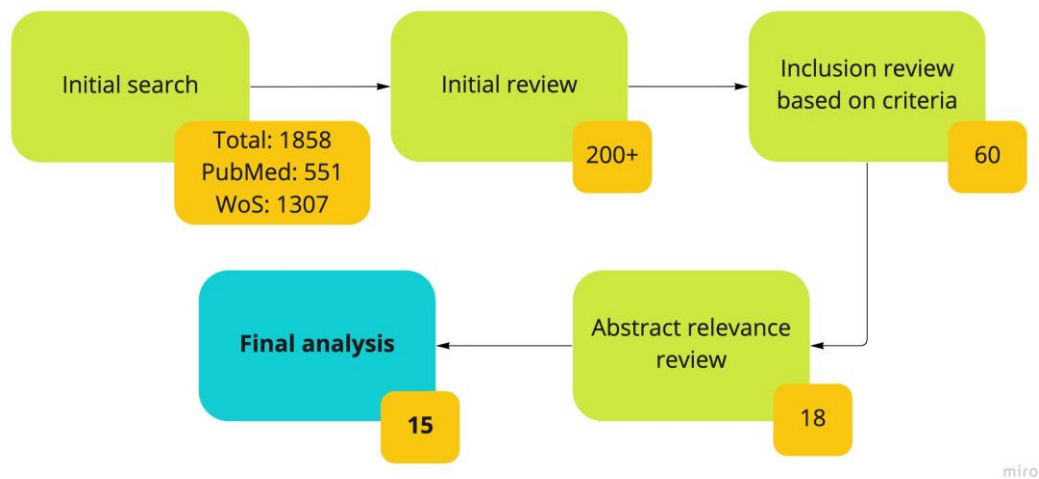 Initial search
Total: 1858
PubMed: 551
WoS: 1307
Initial review
200+
Inclusion review
based on criteria
60
Abstract relevance
review
18
Final analysis
15
miro